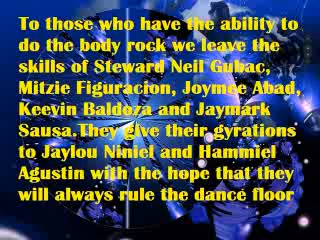 To those who have the ability to
do the body rock we leave the
skills of Steward Neil Gubac,
Mitzie Figuracion, Joymee Abad,
Keevin Baldoza and Jaymark
Sausa.They give their gyrations
to Jaylou Niniel and Hammiel
Agustin with the hope that they
will always rule the dance floor